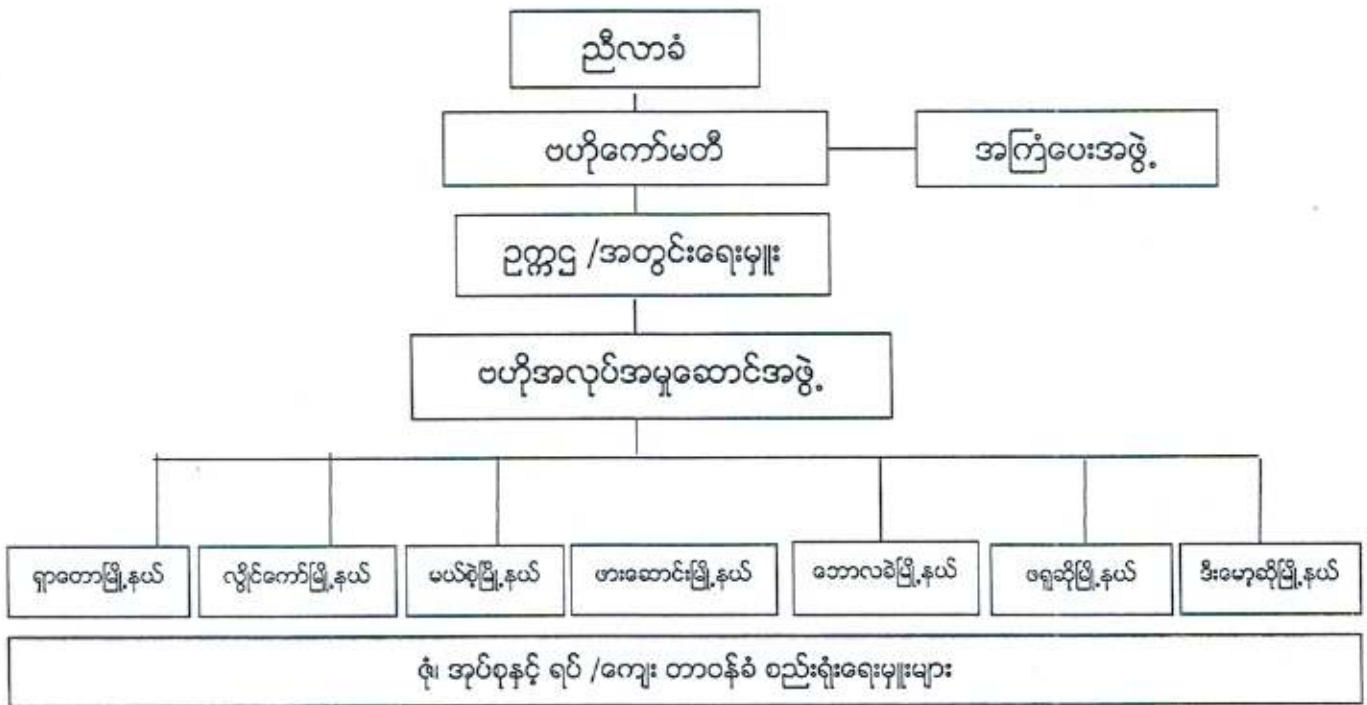 ညီလာခံ
ဗဟိုကော်မတီ
အကြံပေးအဖွဲ့
ဥက္ကဌ /အတွင်းရေးမှူး
ဗဟိုအလုပ်အမှုဆောင်အဖွဲ့
ရှာတောမြို့နယ်
လွိုင်ကော်မြို့နယ်
မယ်စဲ့မြို့နယ်
ဖားဆောင်းမြို့နယ်
ဘောလခဲမြို့နယ်
ဖရူဆိုမြို့နယ်
ဒီးမော့ဆိုမြို့နယ်
ဇုံ၊ အုပ်စုနှင့် ရပ် /ကျေး တာဝန်ခံ စည်းရုံးရေးမှူးများ